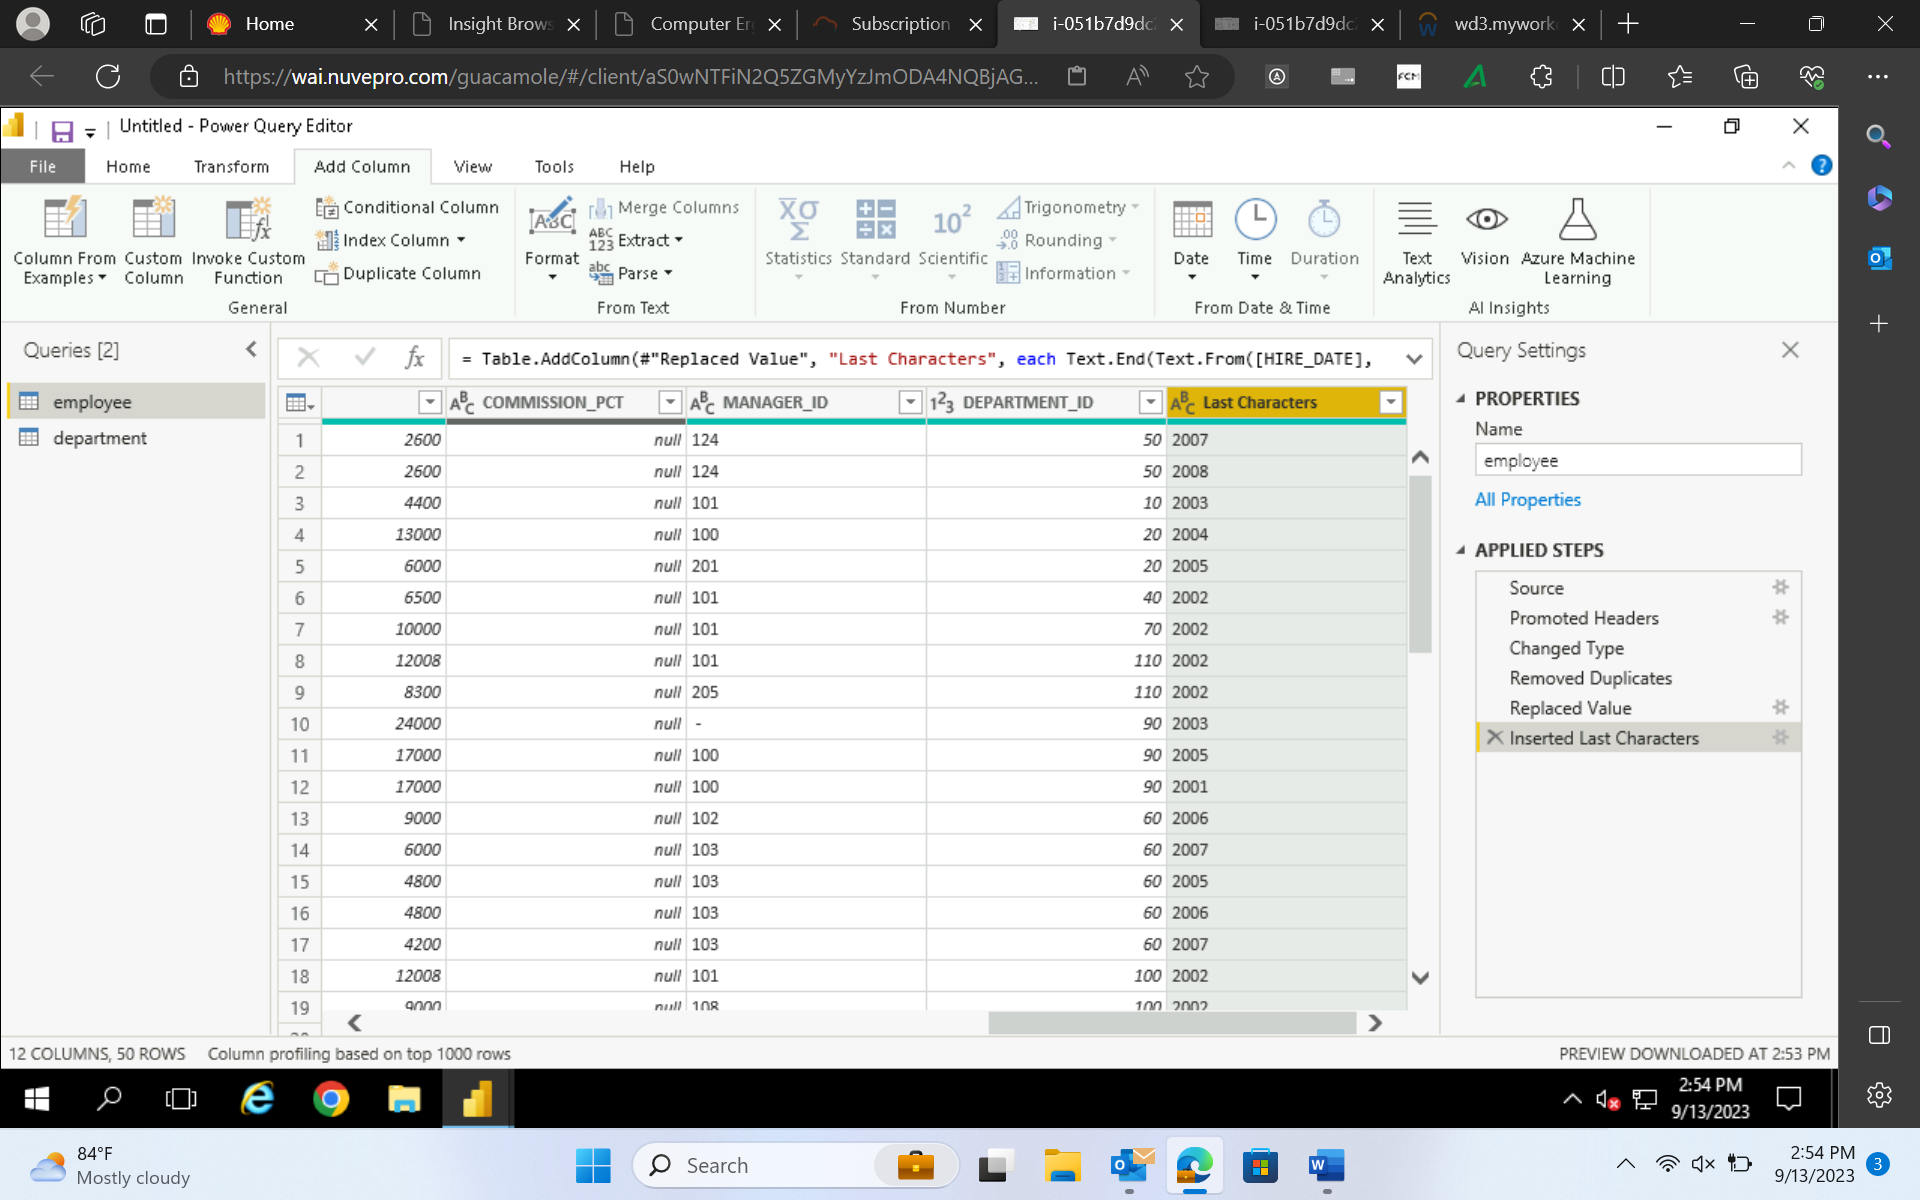 Home
Insight Brows
Computer En
Subscription
i-051b7d9dc2
i-051b7d9dc2
wd3.mywork
https://wai.nuvepro.com/guacamole/#/client/aS0wNTFiN2Q5ZGMyYzJmODA4NQBjAG...
FCM
Untitled - Power Query Editor
File
Home
Transform
Add Column
View
Tools
Help
Column From Examples
Custom Column
Invoke Custom Function
Conditional Column
Index Column
Duplicate Column
General
Format
Merge Columns
Extract
Parse
From Text
Statistics
Standard
Scientific
Trigonometry
Rounding
Information
From Number
Date
Time
Duration
From Date & Time
Text Analytics
Vision
Azure Machine Learning
AI Insights
Queries [2]
employee
department
= Table.AddColumn(#"Replaced Value", "Last Characters", each Text.End(Text.From([HIRE_DATE],
COMMISSION_PCT MANAGER_ID DEPARTMENT_ID Last Characters
1 2600 null 124 50 2007
2 2600 null 124 50 2008
3 4400 null 101 10 2003
4 13000 null 100 20 2004
5 6000 null 201 20 2005
6 6500 null 101 40 2002
7 10000 null 101 70 2002
8 12008 null 101 110 2002
9 8300 null 205 110 2002
10 24000 null - 90 2003
11 17000 null 100 90 2005
12 17000 null 100 90 2001
13 9000 null 102 60 2006
14 6000 null 103 60 2007
15 4800 null 103 60 2005
16 4800 null 103 60 2006
17 4200 null 103 60 2007
18 12008 null 101 100 2002
19 9000 null 108 100 2002
Query Settings
PROPERTIES
Name
employee
All Properties
APPLIED STEPS
Source
Promoted Headers
Changed Type
Removed Duplicates
Replaced Value
Inserted Last Characters
12 COLUMNS, 50 ROWS
Column profiling based on top 1000 rows
PREVIEW DOWNLOADED AT 2:53 PM
2:54 PM
9/13/2023
84°F
Mostly cloudy
Search
2:54 PM
9/13/2023
3